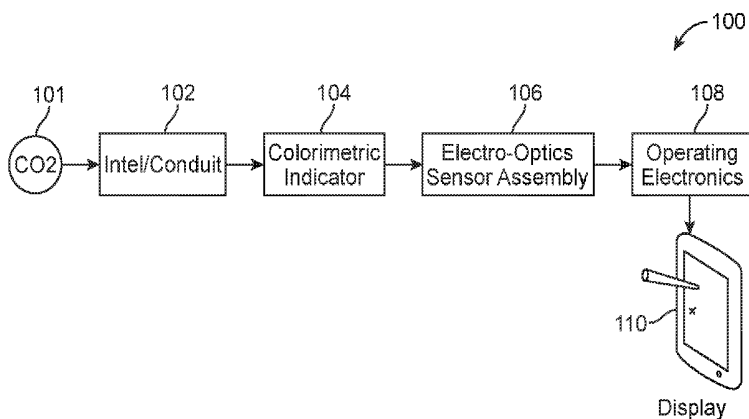 100
101
102
104
106
108
CO2
Intel/Conduit
Colorimetric
Indicator
Electro-Optics
Sensor Assembly
Operating
Electronics
110
x
Display